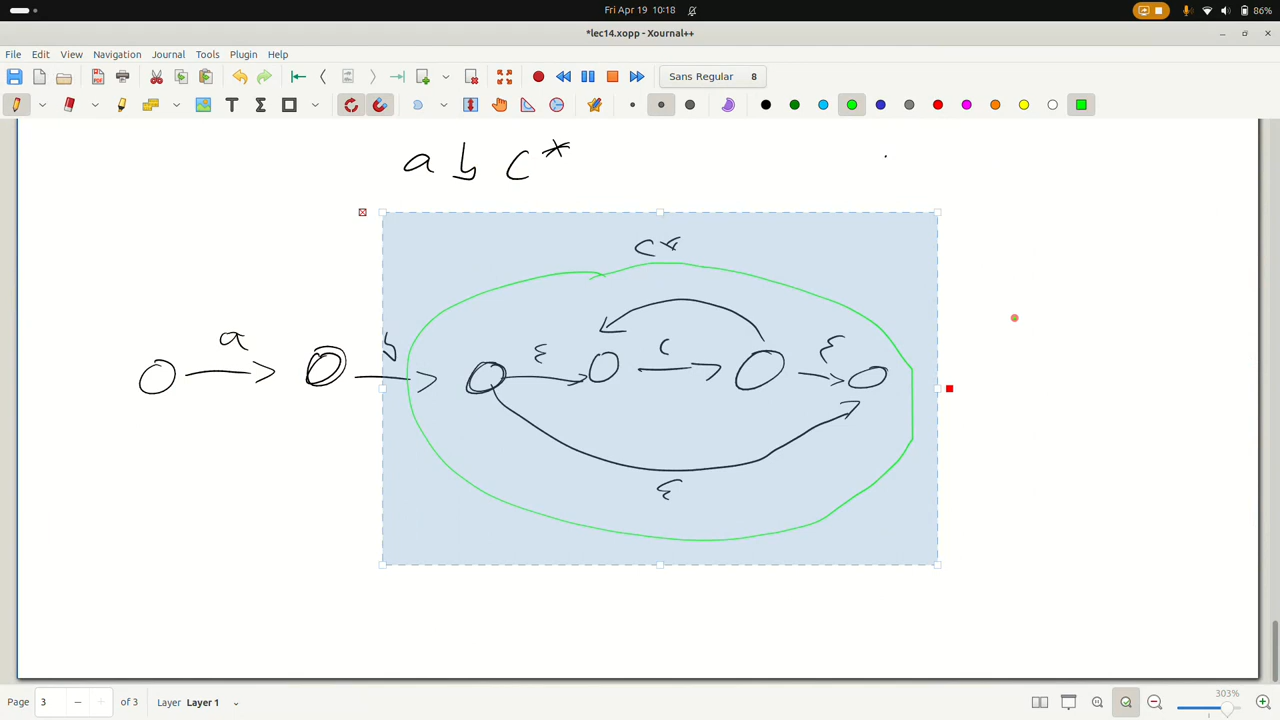 Fri Apr 19 10:18
86%
*lec14.xopp - Xournal++
File Edit View Navigation Journal Tools Plugin Help
Sans Regular 8
a b c*
c*
a
b
ε
c
ε
ε
Page 3 of 3 Layer Layer 1
303%